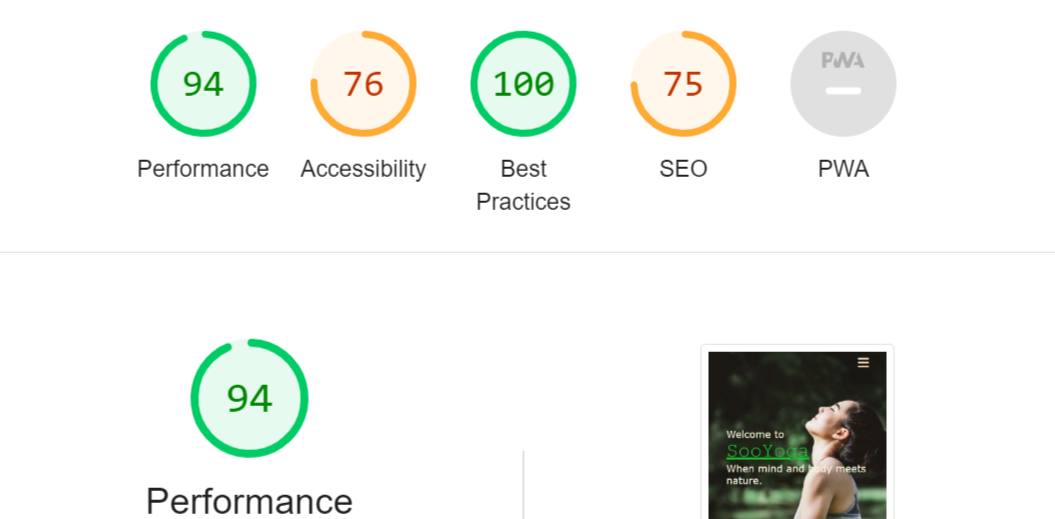 94
76
100
75
PWA
Performance
Accessibility
Best
Practices
SEO
PWA
94
Performance
Welcome to
SooYoga
When mind and body meets
nature.